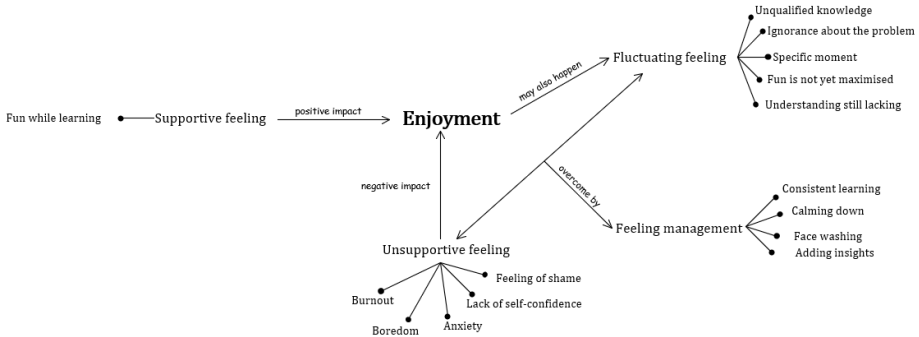 Unqualified knowledge
Ignorance about the problem
Fluctuating feeling
Specific moment
may also happen
Fun is not yet maximised
Understanding still lacking
Fun while learning
Supportive feeling
positive impact
Enjoyment
negative impact
overcome by
Consistent learning
Calming down
Feeling management
Face washing
Adding insights
Unsupportive feeling
Feeling of shame
Burnout
Lack of self-confidence
Boredom
Anxiety